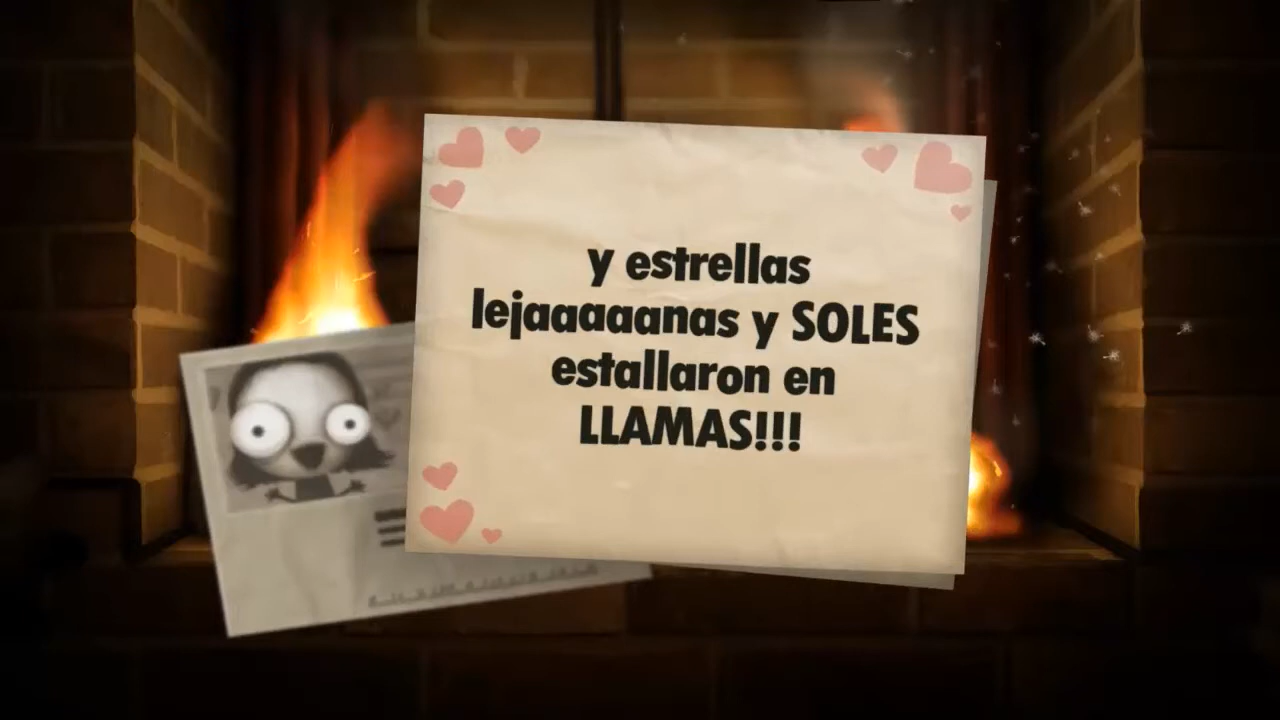 y estrellas
lejaaaaanas y SOLES
estallaron en
LLAMAS!!!